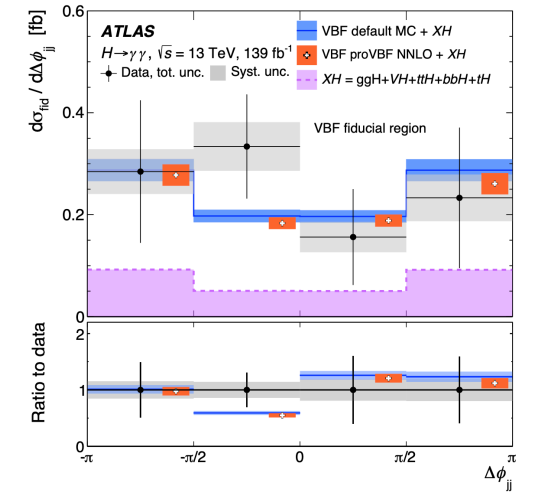 dσfid / dΔϕjj [fb]
0.6
0.4
0.2
0.0
ATLAS
H→γγ, √s = 13 TeV, 139 fb-1
Data, tot. unc. Syst. unc.
VBF default MC + XH
VBF proVBF NNLO + XH
XH = ggH+VH+ttH+bbH+tH
VBF fiducial region
Ratio to data
2
1
0
-π -π/2 0 π/2 π
Δϕjj